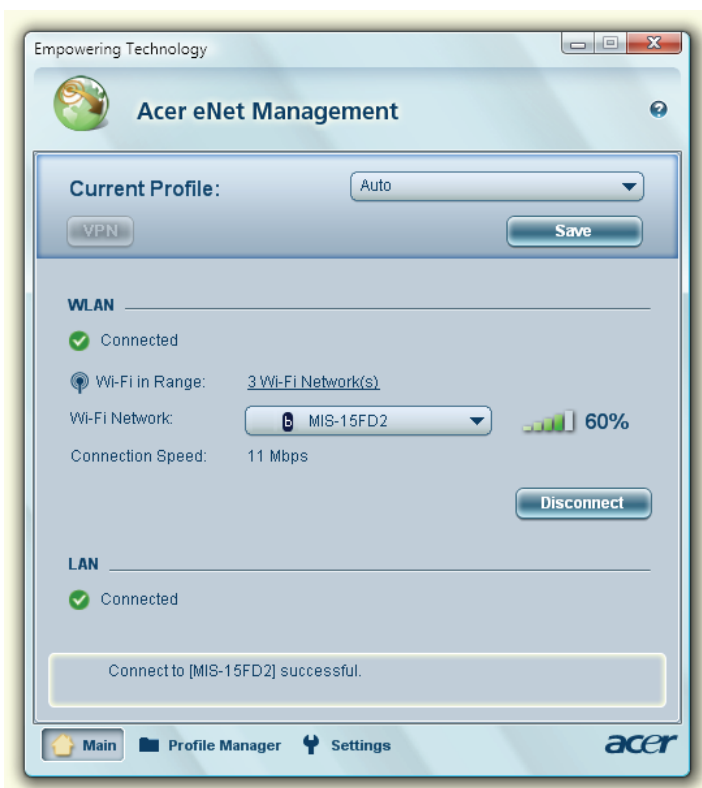 Empowering Technology
Acer eNet Management
Current Profile: Auto
VPN Save
WLAN
Connected
Wi-Fi in Range: 3 Wi-Fi Network(s)
Wi-Fi Network: b MIS-15FD2 60%
Connection Speed: 11 Mbps
Disconnect
LAN
Connected
Connect to [MIS-15FD2] successful.
Main Profile Manager Settings acer